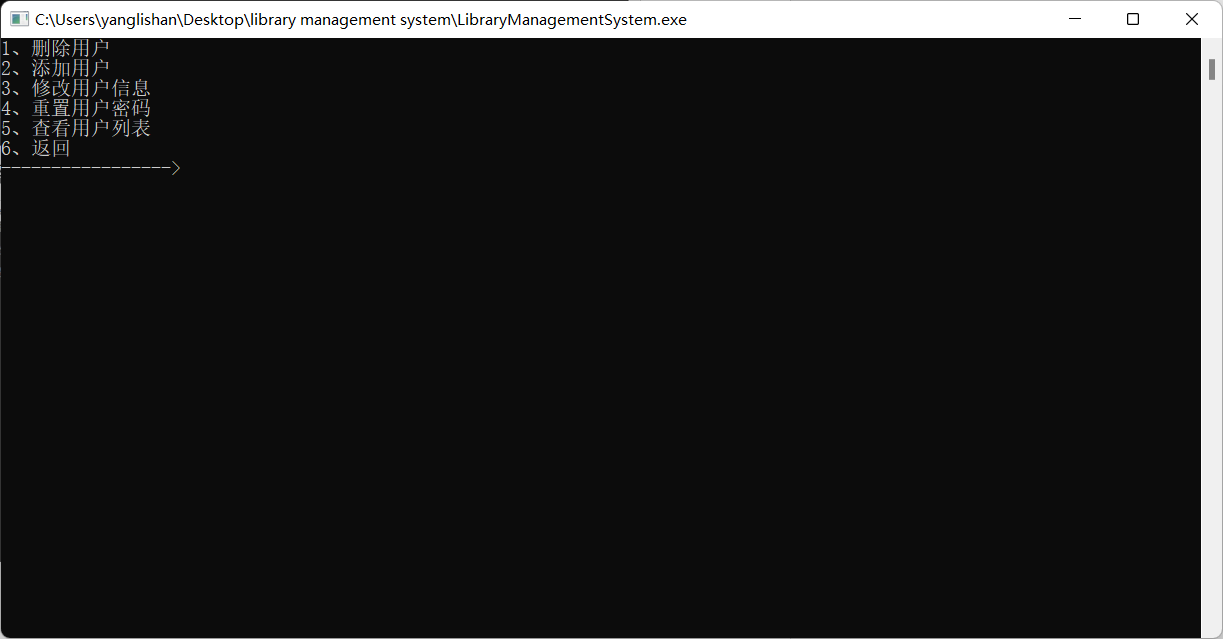 C:\Users\yanglishan\Desktop\library management system\LibraryManagementSystem.exe
1、删除用户
2、添加用户
3、修改用户信息
4、重置用户密码
5、查看用户列表
6、返回
----------------->